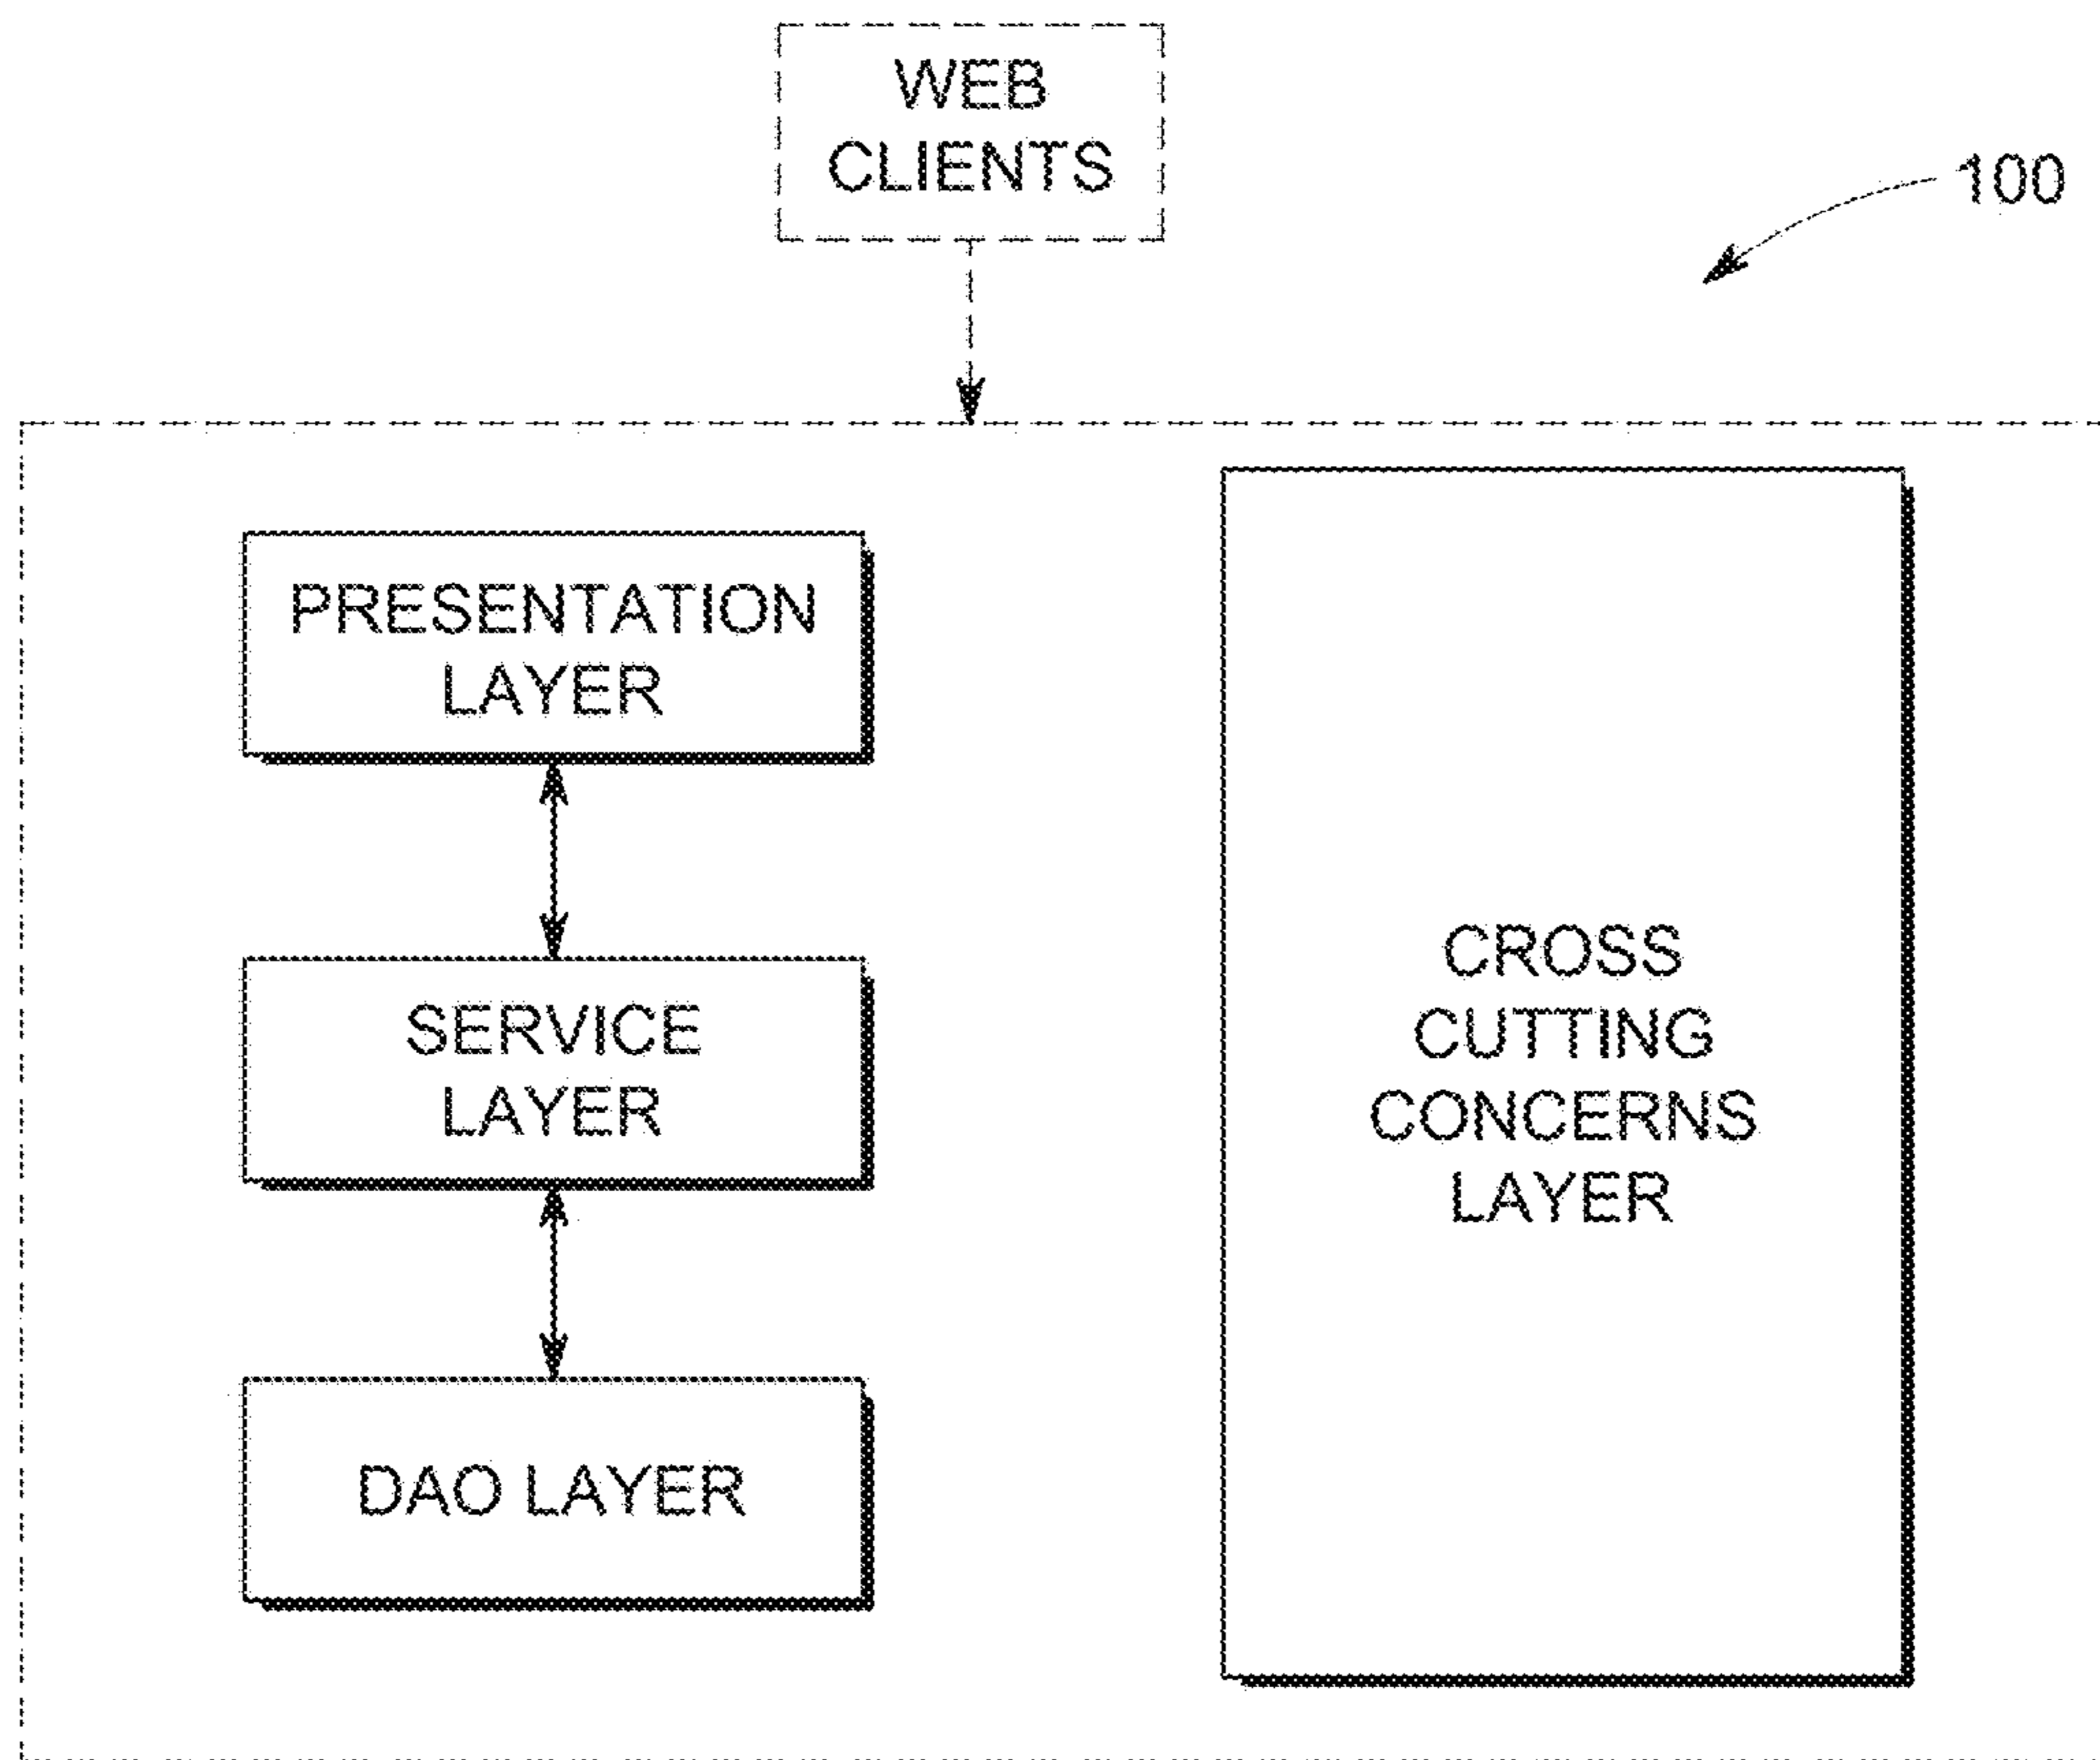 WEB
CLIENTS
100
PRESENTATION
LAYER
SERVICE
LAYER
DAO LAYER
CROSS
CUTTING
CONCERNS
LAYER